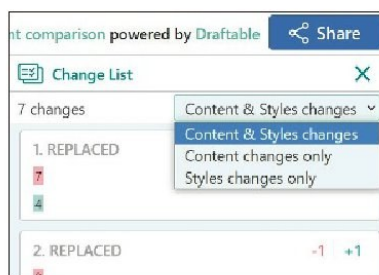 nt comparison powered by Draftable Share
Change List
7 changes Content & Styles changes
Content & Styles changes
Content changes only
Styles changes only
1. REPLACED
7
4
2. REPLACED -1 +1